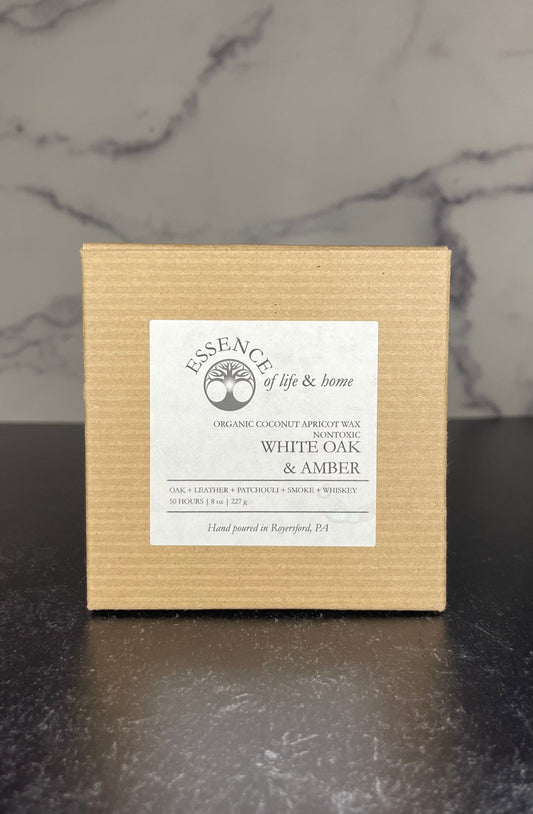 ESSENCE
of life & home
ORGANIC COCONUT APRICOT WAX
NONTOXIC
WHITE OAK
& AMBER
OAK + LEATHER + PATCHOULI + SMOKE + WHISKEY
50 HOURS | 8 oz | 227 g
Hand poured in Royersford, PA